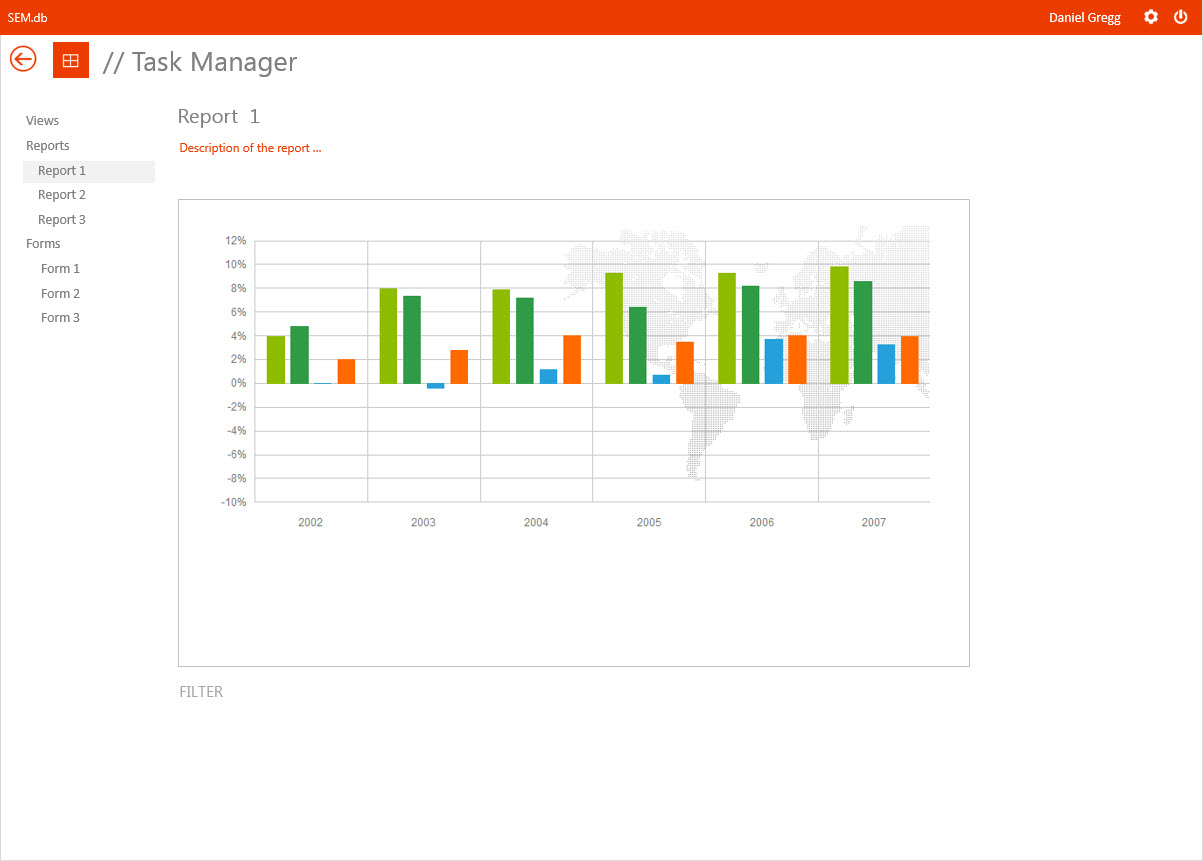 SEM.db
Daniel Gregg
// Task Manager
Views
Reports
Report 1
Report 2
Report 3
Forms
Form 1
Form 2
Form 3
Report 1
Description of the report ...
12%
10%
8%
6%
4%
2%
0%
-2%
-4%
-6%
-8%
-10%
2002 2003 2004 2005 2006 2007
FILTER